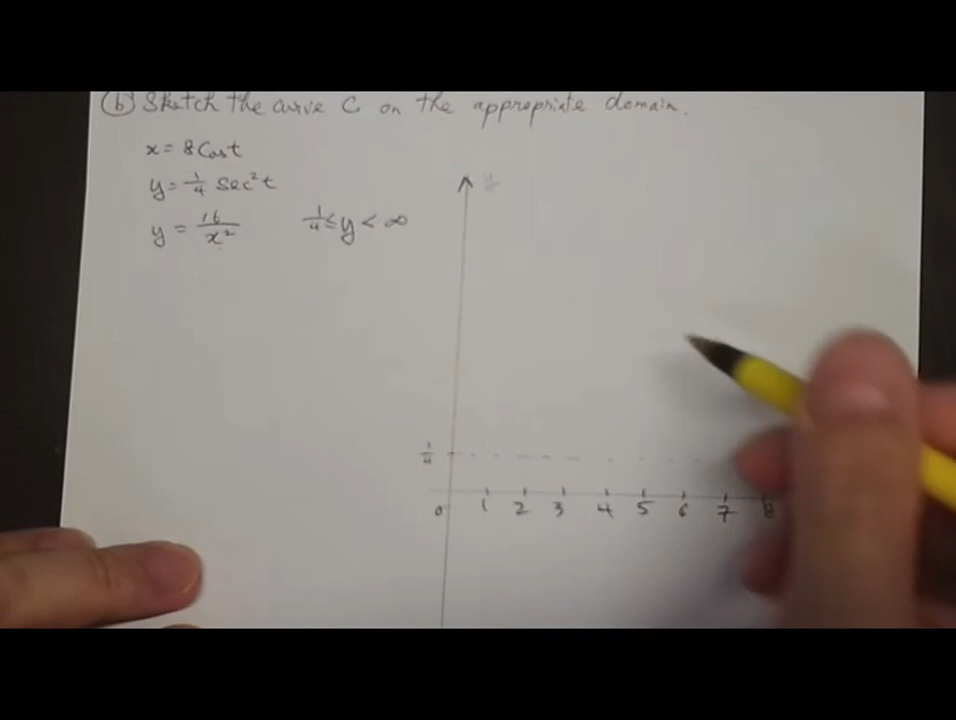 (b) Sketch the curve C on the appropriate domain.
x = 8 Cos t
y = 1/4 Sec² t
y = 16/x²   1/4 ≤ y < ∞
y
1/4
0 1 2 3 4 5 6 7 8